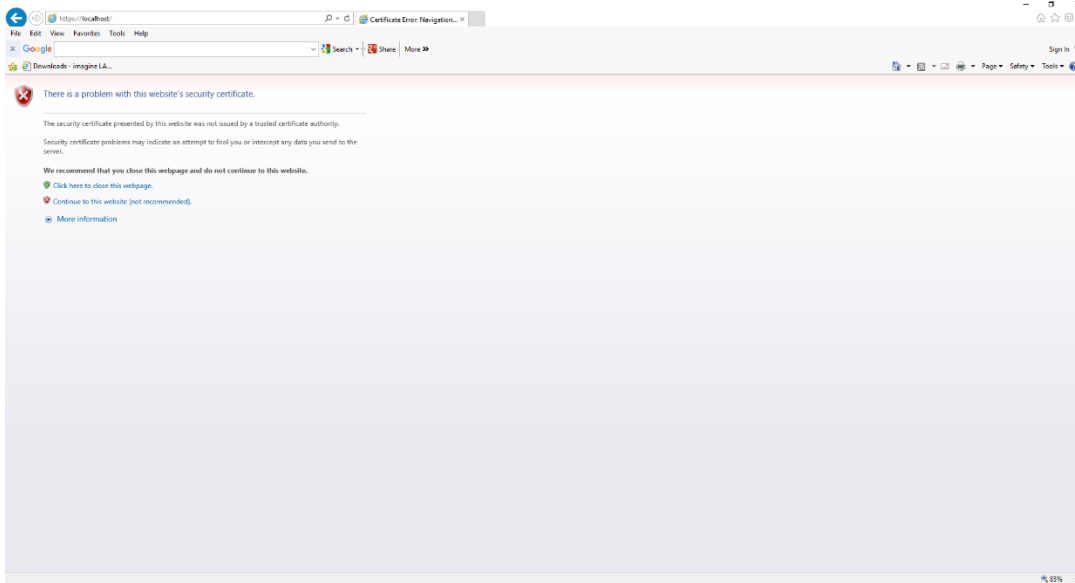 https://localhost/
Certificate Error: Navigation...
File Edit View Favorites Tools Help
Google Search Share More »
Sign In
Downloads - imagine LA...
Page Safety Tools
There is a problem with this website's security certificate.
The security certificate presented by this website was not issued by a trusted certificate authority.
Security certificate problems may indicate an attempt to fool you or intercept any data you send to the
server.
We recommend that you close this webpage and do not continue to this website.
Click here to close this webpage.
Continue to this website (not recommended).
More information
85%